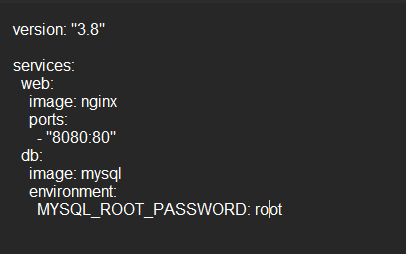 version: "3.8"

services:
  web:
    image: nginx
    ports:
      - "8080:80"
  db:
    image: mysql
    environment:
      MYSQL_ROOT_PASSWORD: root